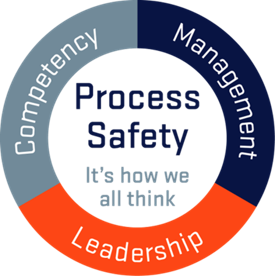 Competency
Management
Process
Safety
It's how we
all think
Leadership